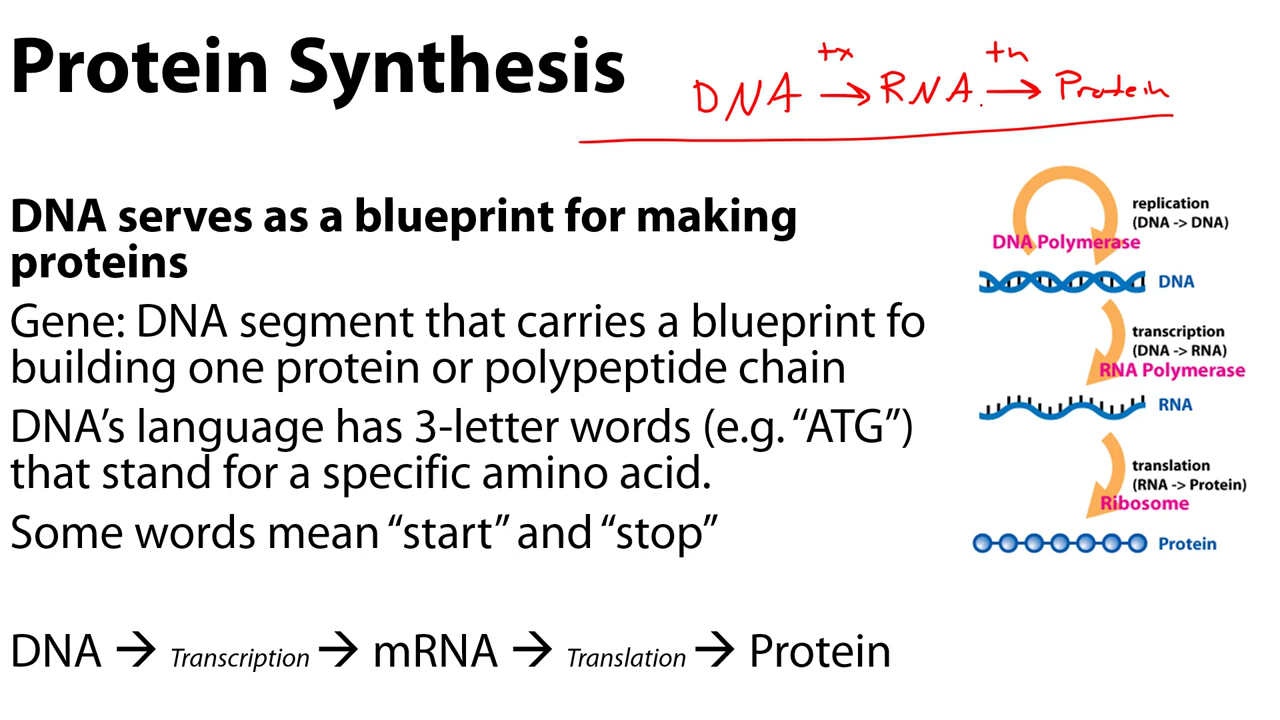 Protein Synthesis
tx tn
DNA → RNA. → Protein
DNA serves as a blueprint for making
proteins
Gene: DNA segment that carries a blueprint fo
building one protein or polypeptide chain
DNA’s language has 3-letter words (e.g. “ATG”)
that stand for a specific amino acid.
Some words mean “start” and “stop”
DNA → Transcription → mRNA → Translation → Protein
replication
(DNA -> DNA)
DNA Polymerase
DNA
transcription
(DNA -> RNA)
RNA Polymerase
RNA
translation
(RNA -> Protein)
Ribosome
Protein